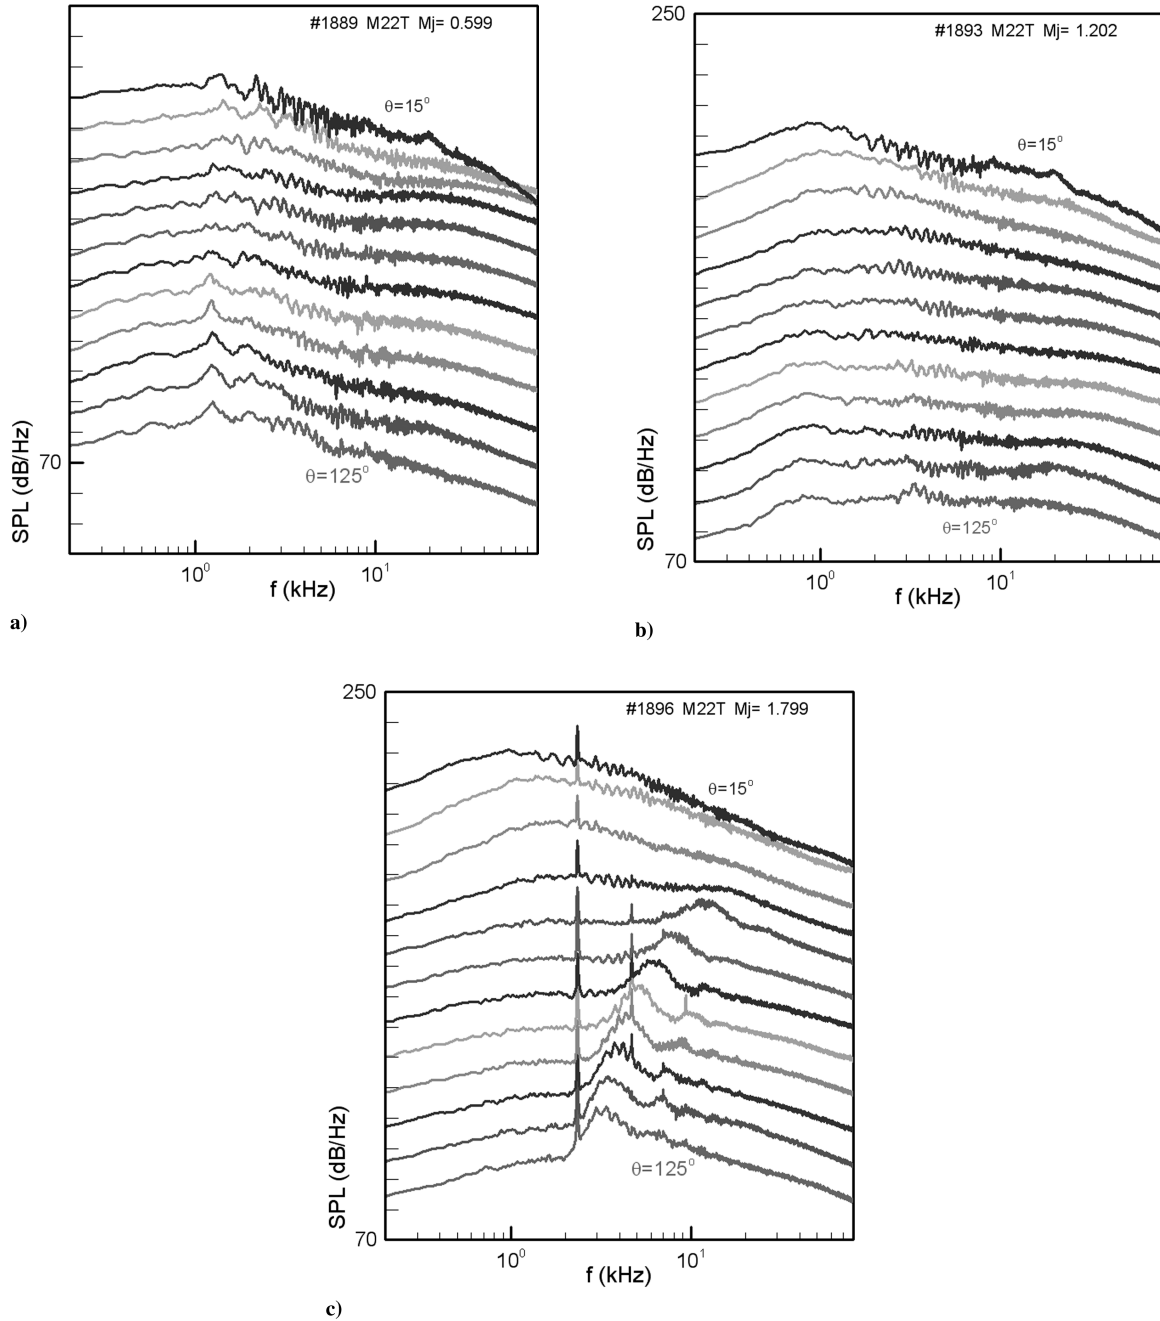 #1889 M22T Mj= 0.599
θ=15°
70
SPL (dB/Hz)
θ=125°
10⁰
10¹
f (kHz)
a)
250
#1893 M22T Mj= 1.202
θ=15°
SPL (dB/Hz)
θ=125°
70
10⁰
10¹
f (kHz)
b)
250
#1896 M22T Mj= 1.799
θ=15°
SPL (dB/Hz)
θ=125°
70
10⁰
10¹
f (kHz)
c)